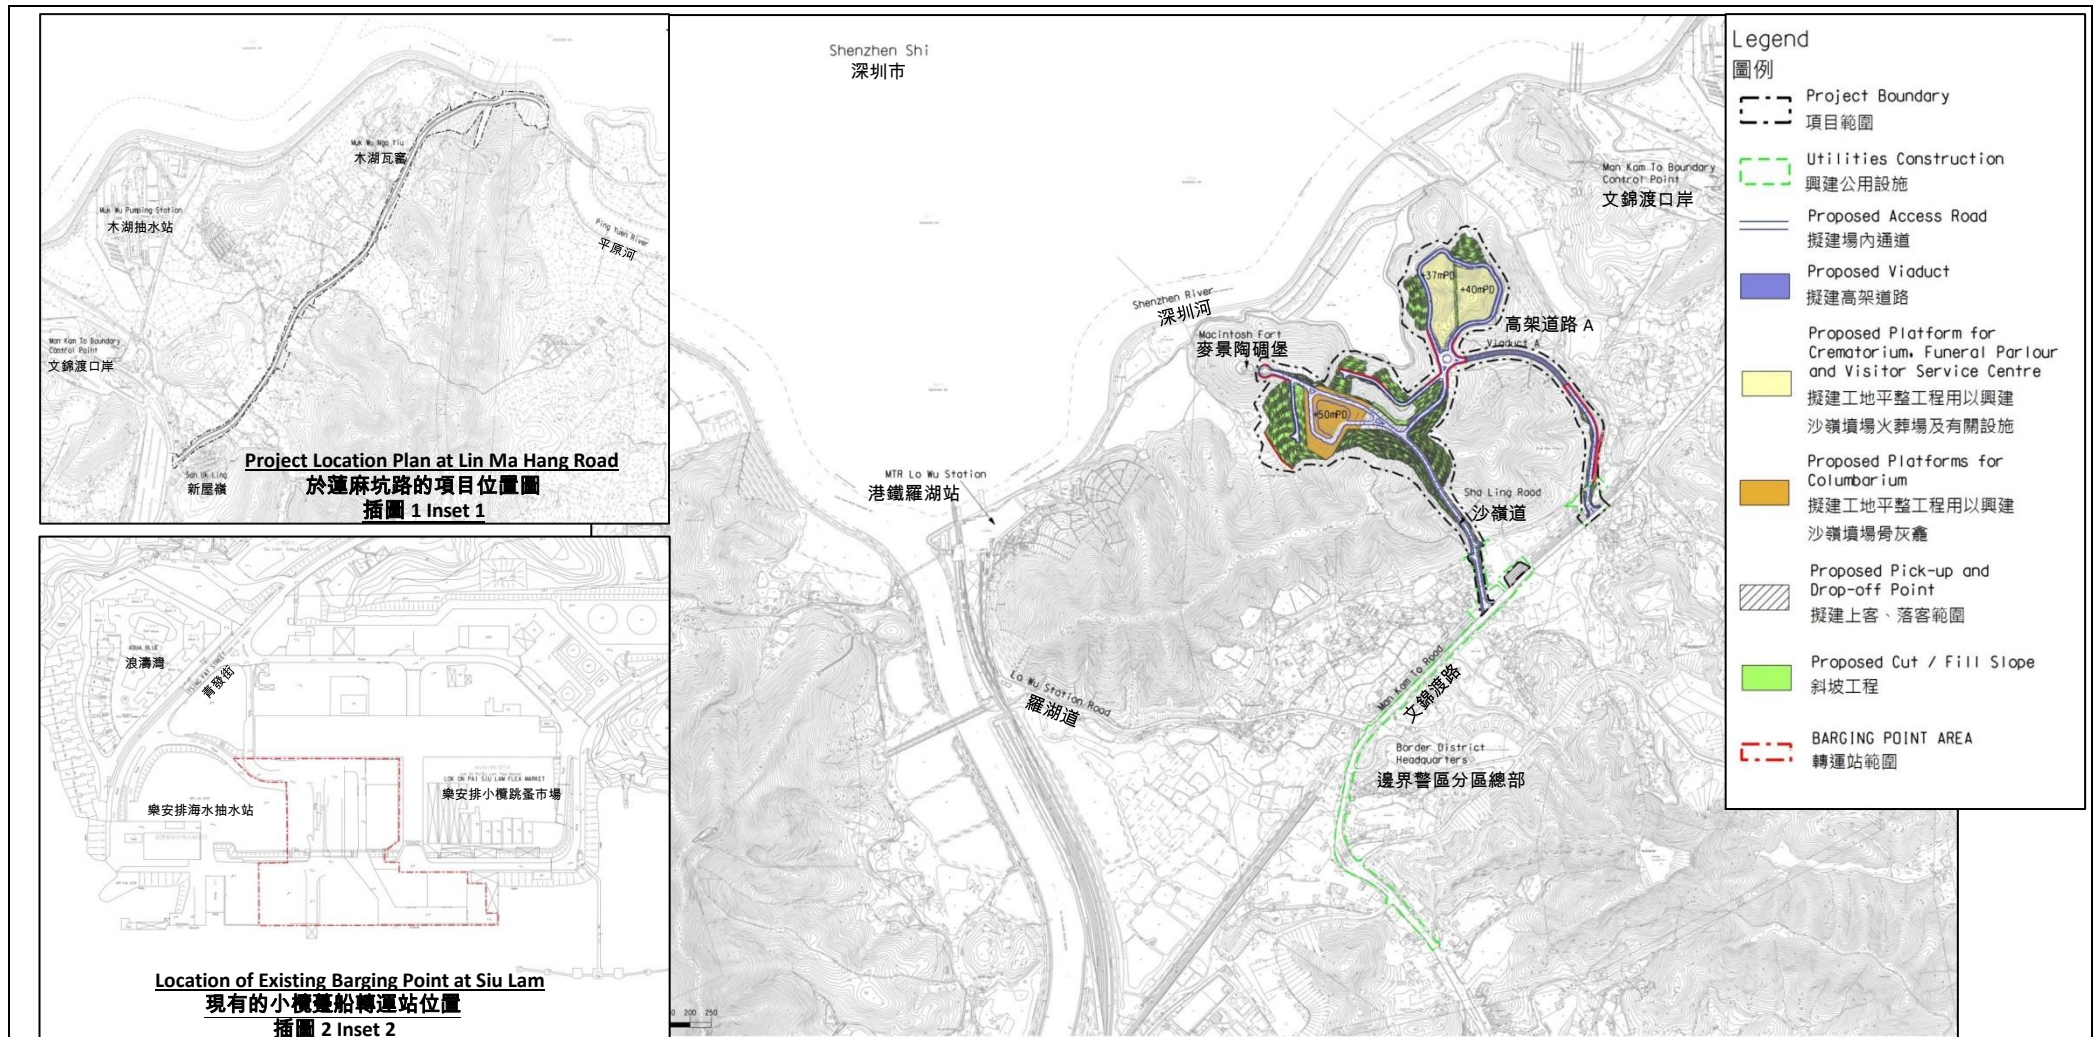 Muk Wu Nga Yiu
木湖瓦窰
Muk Wu Pumping Station
木湖抽水站
Ping Yuen River
平原河
Man Kam To Boundary
Control Point
文錦渡口岸
San Uk Ling
新屋嶺
Project Location Plan at Lin Ma Hang Road
於蓮麻坑路的項目位置圖
插圖 1 Inset 1
AQUA BLUE
浪濤灣
TSING FAT STREET
青發街
樂安排海水抽水站
LOK ON PAI SIU LAM FLEA MARKET
樂安排小欖跳蚤市場
Location of Existing Barging Point at Siu Lam
現有的小欖躉船轉運站位置
插圖 2 Inset 2
Shenzhen Shi
深圳市
Man Kam To Boundary
Control Point
文錦渡口岸
Shenzhen River
深圳河
Macintosh Fort
麥景陶碉堡
+37mPD
+40mPD
高架道路 A
Viaduct A
+50mPD
MTR Lo Wu Station
港鐵羅湖站
Sha Ling Road
沙嶺道
Lo Wu Station Road
羅湖道
Man Kam To Road
文錦渡路
Border District
Headquarters
邊界警區分區總部
200 250
Legend
圖例
Project Boundary
項目範圍
Utilities Construction
興建公用設施
Proposed Access Road
擬建場內通道
Proposed Viaduct
擬建高架道路
Proposed Platform for
Crematorium, Funeral Parlour
and Visitor Service Centre
擬建工地平整工程用以興建
沙嶺墳場火葬場及有關設施
Proposed Platforms for
Columbarium
擬建工地平整工程用以興建
沙嶺墳場骨灰龕
Proposed Pick-up and
Drop-off Point
擬建上客、落客範圍
Proposed Cut / Fill Slope
斜坡工程
BARGING POINT AREA
轉運站範圍